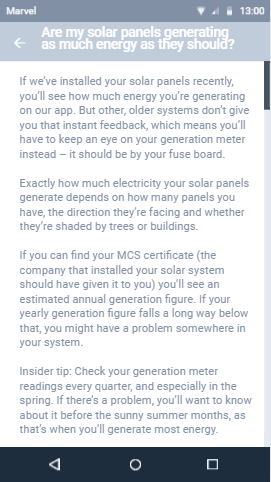 Marvel
13:00
Are my solar panels generating
as much energy as they should?
If we've installed your solar panels recently,
you'll see how much energy you're generating
on our app. But other, older systems don't give
you that instant feedback, which means you'll
have to keep an eye on your generation meter
instead – it should be by your fuse board.
Exactly how much electricity your solar panels
generate depends on how many panels you
have, the direction they're facing and whether
they're shaded by trees or buildings.
If you can find your MCS certificate (the
company that installed your solar system
should have given it to you) you'll see an
estimated annual generation figure. If your
yearly generation figure falls a long way below
that, you might have a problem somewhere in
your system.
Insider tip: Check your generation meter
readings every quarter, and especially in the
spring. If there's a problem, you'll want to know
about it before the sunny summer months, as
that's when you'll generate most energy.